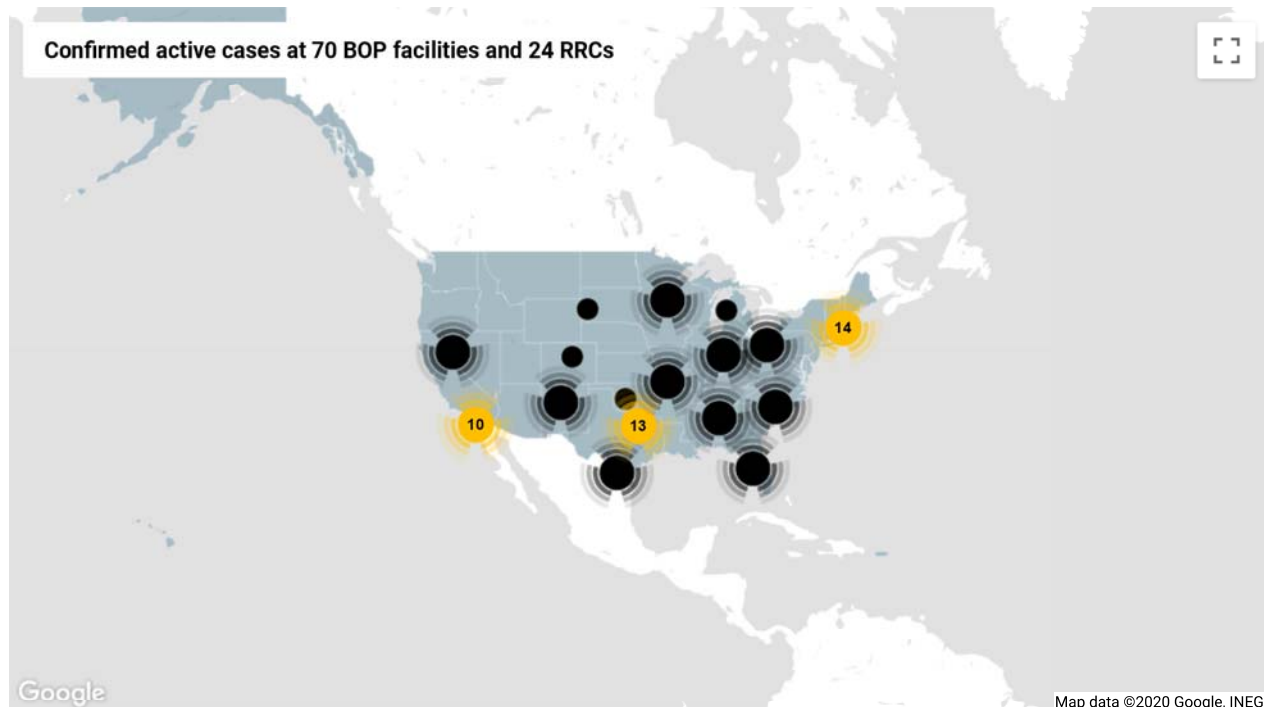 Confirmed active cases at 70 BOP facilities and 24 RRCs
14
10
13
Google
Map data ©2020 Google, INEG